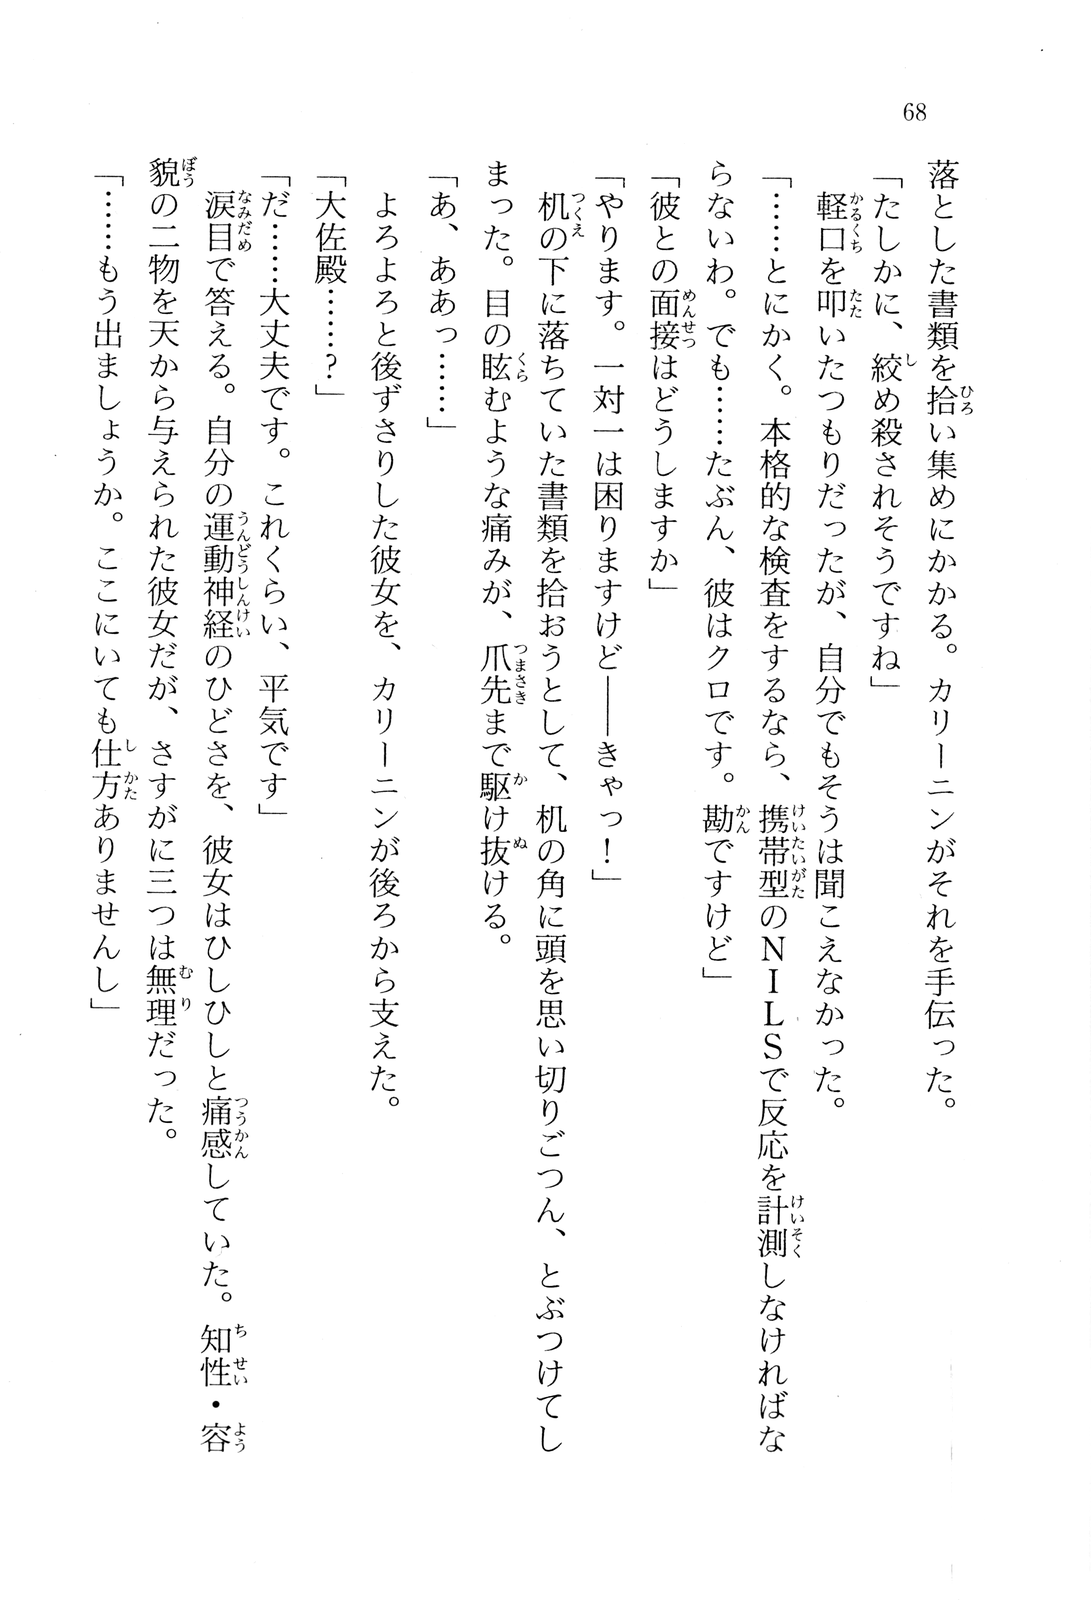 68
落とした書類を拾い集めにかかる。カリーニンがそれを手伝った。
「たしかに、絞め殺されそうですね」
　軽口を叩いたつもりだったが、自分でもそうは聞こえなかった。
「……とにかく。本格的な検査をするなら、携帯型のNILSで反応を計測しなければな
らないわ。でも……たぶん、彼はクロです。勘ですけど」
「彼との面接はどうしますか」
「やります。一対一は困りますけど――きゃっ！」
　机の下に落ちていた書類を拾おうとして、机の角に頭を思い切りごつん、とぶつけてし
まった。目の眩むような痛みが、爪先まで駆け抜ける。
「あ、ああっ……」
　よろよろと後ずさりした彼女を、カリーニンが後ろから支えた。
「大佐殿……？」
「だ……大丈夫です。これくらい、平気です」
　涙目で答える。自分の運動神経のひどさを、彼女はひしひしと痛感していた。知性・容
貌の二物を天から与えられた彼女だが、さすがに三つは無理だった。
「……もう出ましょうか。ここにいても仕方ありませんし」